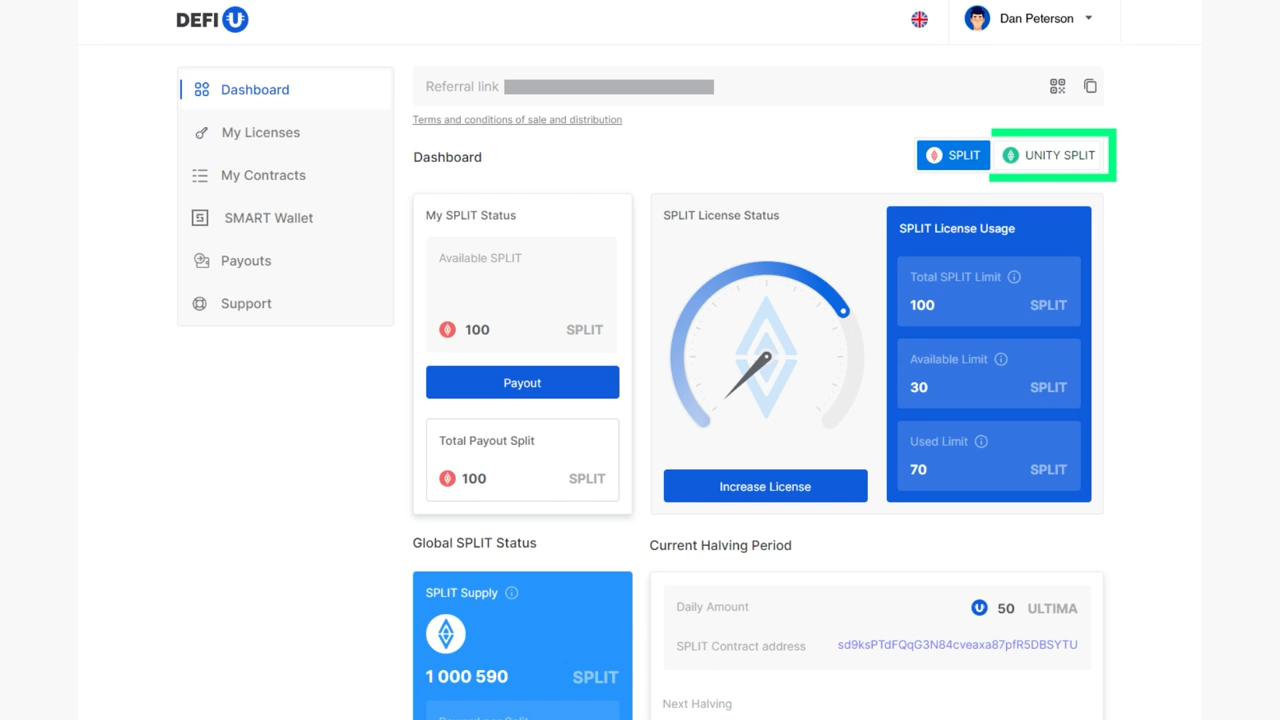 DEFI U
Dan Peterson
Dashboard
My Licenses
My Contracts
SMART Wallet
Payouts
Support
Referral link
Terms and conditions of sale and distribution
Dashboard
SPLIT
UNITY SPLIT
My SPLIT Status
Available SPLIT
100 SPLIT
Payout
Total Payout Split
100 SPLIT
SPLIT License Status
Increase License
SPLIT License Usage
Total SPLIT Limit
100 SPLIT
Available Limit
30 SPLIT
Used Limit
70 SPLIT
Global SPLIT Status
SPLIT Supply
1 000 590 SPLIT
Current Halving Period
Daily Amount
50 ULTIMA
SPLIT Contract address
sd9ksPTdFQqG3N84cveaxa87pfR5DBSYTU
Next Halving